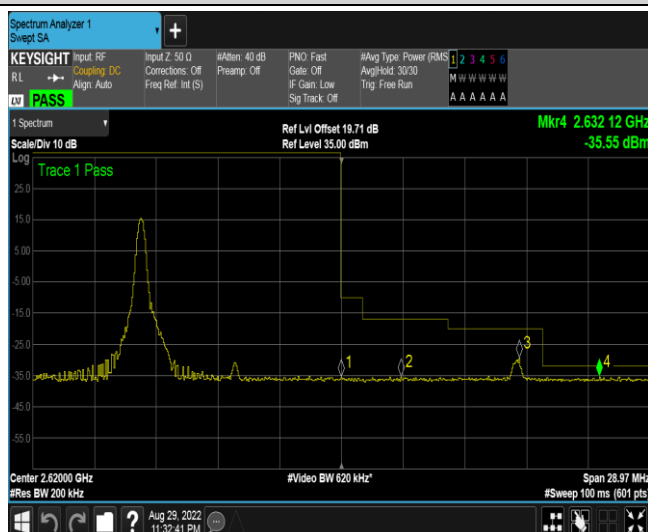 Spectrum Analyzer 1
Swept SA
+
KEYSIGHT
RL
LXI PASS
Input: RF
Coupling: DC
Align: Auto
Input Z: 50 Ω
Corrections: Off
Freq Ref: Int (S)
#Atten: 40 dB
Preamp: Off
PNO: Fast
Gate: Off
IF Gain: Low
Sig Track: Off
#Avg Type: Power (RMS
Avg|Hold: 30/30
Trig: Free Run
1 2 3 4 5 6
M W W W W W
A A A A A A
1 Spectrum
Scale/Div 10 dB
Ref Lvl Offset 19.71 dB
Ref Level 35.00 dBm
Mkr4 2.632 12 GHz
-35.55 dBm
Log
Trace 1 Pass
25.0
15.0
5.00
-5.00
-15.0
-25.0
-35.0
-45.0
-55.0
1
2
3
4
Center 2.62000 GHz
#Res BW 200 kHz
#Video BW 620 kHz*
Span 28.97 MHz
#Sweep 100 ms (601 pts)
?
Aug 29, 2022
11:32:41 PM